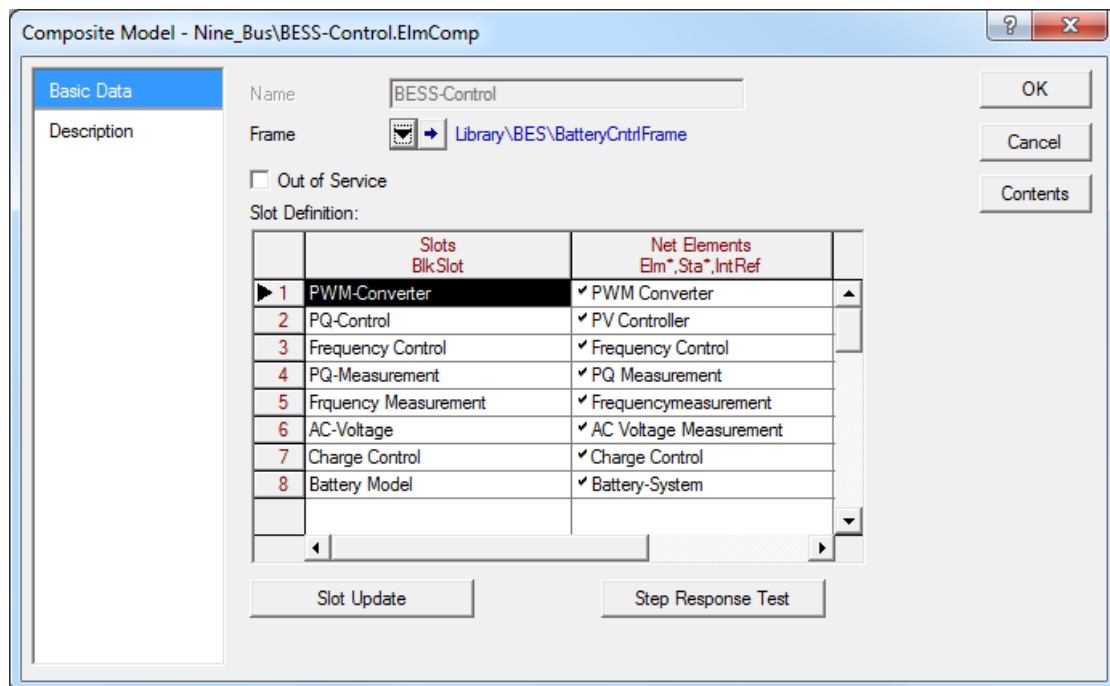 Composite Model - Nine_Bus\BESS-Control.ElmComp
?
X
Basic Data
Description
Name BESS-Control
Frame Library\BES\BatteryCntrlFrame
Out of Service
Slot Definition:
Slots Net Elements
BlkSlot Elm*,Sta*,IntRef
1 PWM-Converter PWM Converter
2 PQ-Control PV Controller
3 Frequency Control Frequency Control
4 PQ-Measurement PQ Measurement
5 Frquency Measurement Frequencymeasurement
6 AC-Voltage AC Voltage Measurement
7 Charge Control Charge Control
8 Battery Model Battery-System
Slot Update Step Response Test
OK
Cancel
Contents